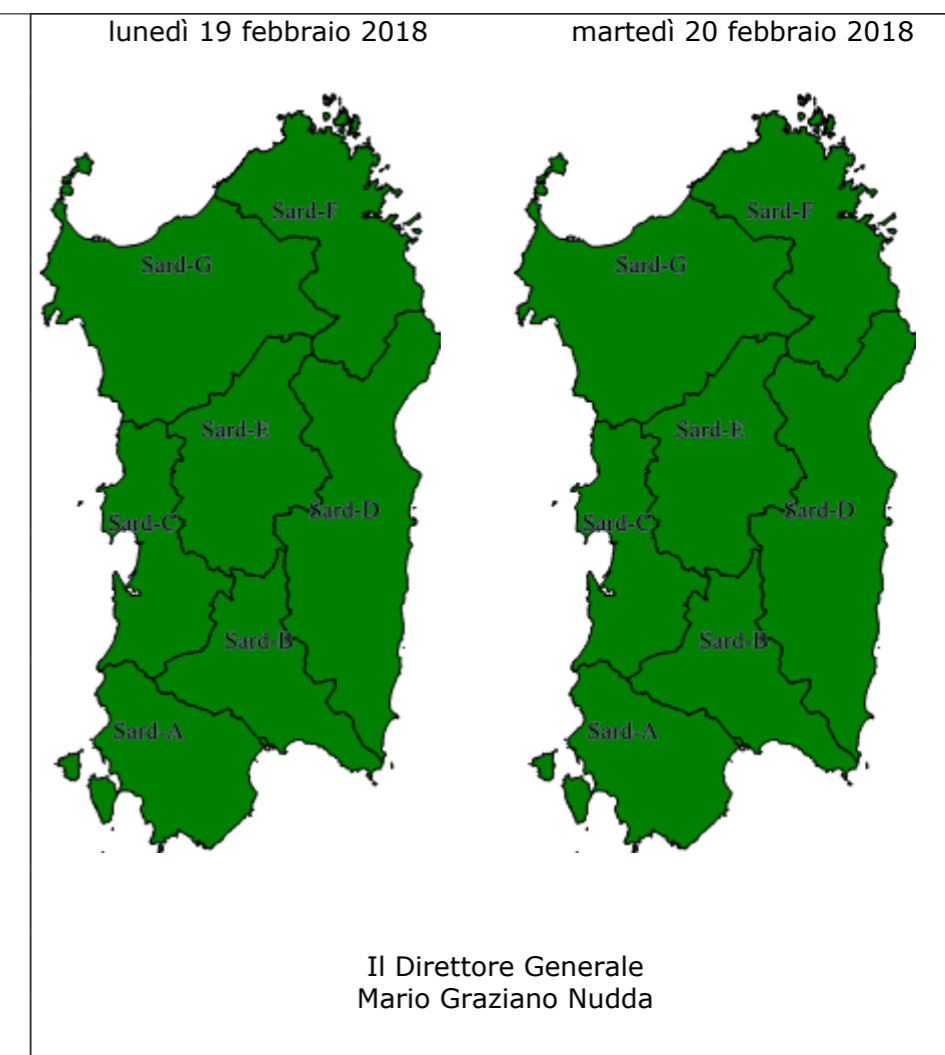 lunedì 19 febbraio 2018
martedì 20 febbraio 2018
Sard-F
Sard-G
Sard-E
Sard-D
Sard-C
Sard-B
Sard-A
Sard-F
Sard-G
Sard-E
Sard-D
Sard-C
Sard-B
Sard-A
Il Direttore Generale
Mario Graziano Nudda